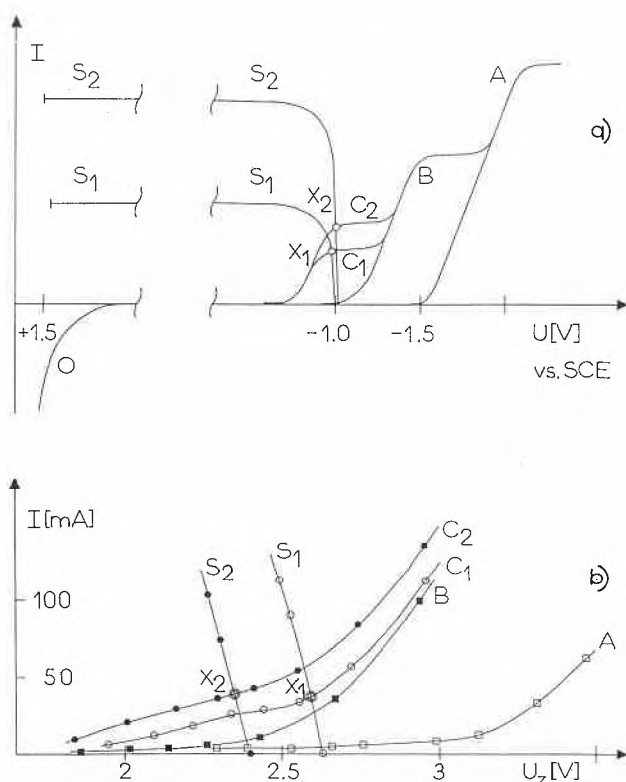 I
S₂
S₂
A
a)
S₁
S₁
B
X₂
C₂
X₁
C₁
+1.5
-1.0
-1.5
U[V]
vs. SCE
O
I[mA]
C₂
C₁
B
b)
S₂
S₁
A
100
X₂
X₁
50
2
2.5
3
U_z[V]